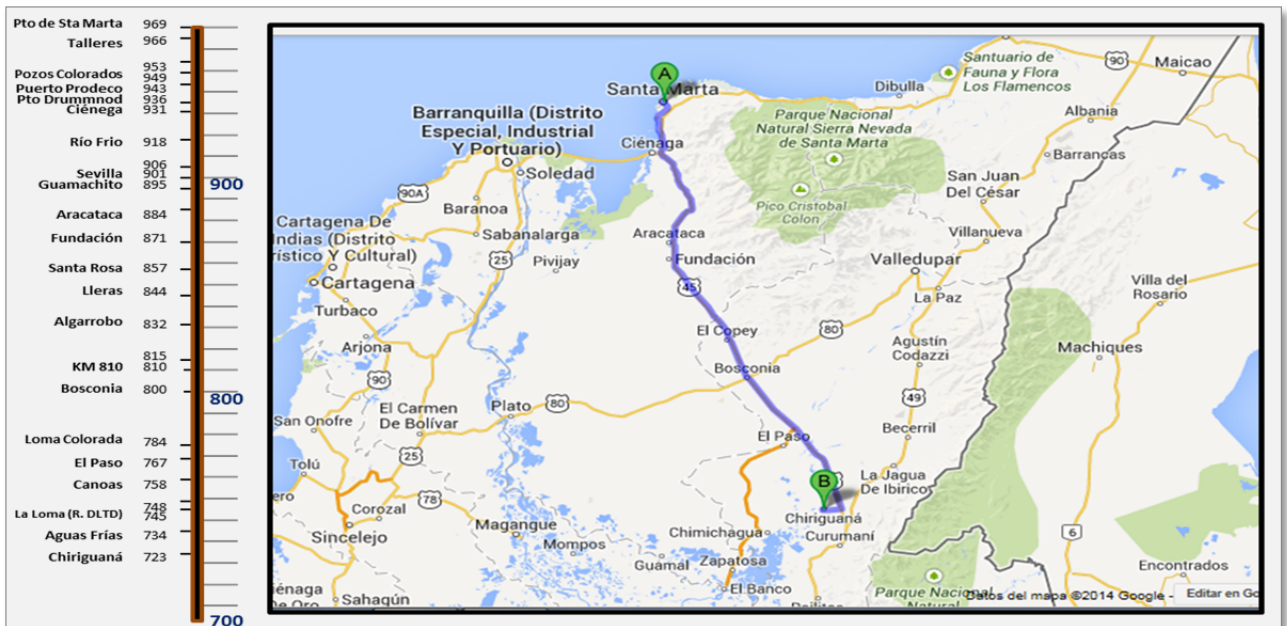 Pto de Sta Marta 969
Talleres 966
953
Pozos Colorados 949
Puerto Prodeco 943
Pto Drummnod 936
Ciénega 931
Río Frio 918
906
Sevilla 901
Guamachito 895
900
Aracataca 884
Fundación 871
Santa Rosa 857
Lleras 844
Algarrobo 832
815
KM 810 810
Bosconia 800
800
Loma Colorada 784
El Paso 767
Canoas 758
748
La Loma (R. DLTD) 745
Aguas Frías 734
Chiriguaná 723
700
A
Santa Marta
Dibulla
Santuario de
Fauna y Flora
Los Flamencos
90
Maicao
Albania
Barranquilla (Distrito
Especial, Industrial
Y Portuario)
Ciénaga
Parque Nacional
Natural Sierra Nevada
de Santa Marta
Barrancas
Soledad
San Juan
Del César
90A
Baranoa
Pico Cristobal
Colon
Cartagena De
Indias (Distrito
rístico Y Cultural)
Sabanalarga
Aracataca
Villanueva
25
Pivijay
Fundación
Valledupar
Cartagena
45
La Paz
Villa del
Rosario
Turbaco
El Copey
80
Arjona
Agustín
Codazzi
Machiques
90
Bosconia
49
San Onofre
El Carmen
De Bolívar
Plato
80
Becerril
Tolú
25
El Paso
La Jagua
De Ibirico
B
78
Corozal
Magangue
Chiriguaná
Sincelejo
Chimichagua
Curumaní
6
Mompos
Guamal
Zapatosa
Encontrados
iénaga
De Oro
Sahagún
El Banco
Pailitas
Parque Nacional
Natural
Datos del mapa ©2014 Google -
Editar en Go